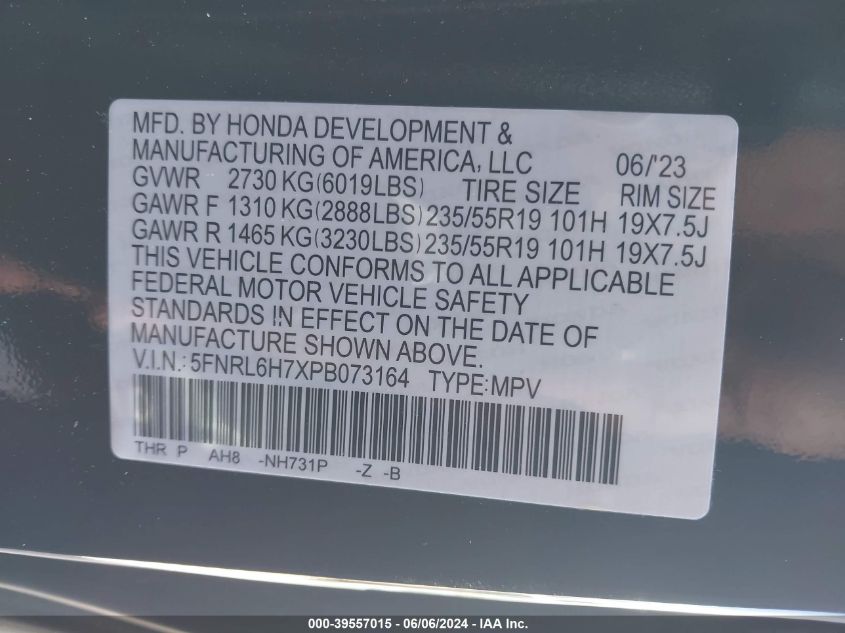 MFD. BY HONDA DEVELOPMENT &
MANUFACTURING OF AMERICA, LLC 06/'23
GVWR 2730 KG(6019LBS) TIRE SIZE RIM SIZE
GAWR F 1310 KG(2888LBS) 235/55R19 101H 19X7.5J
GAWR R 1465 KG(3230LBS) 235/55R19 101H 19X7.5J
THIS VEHICLE CONFORMS TO ALL APPLICABLE
FEDERAL MOTOR VEHICLE SAFETY
STANDARDS IN EFFECT ON THE DATE OF
MANUFACTURE SHOWN ABOVE.
V.I.N.: 5FNRL6H7XPB073164 TYPE:MPV
THR P AH8 -NH731P -Z -B
000-39557015 - 06/06/2024 - IAAI.com